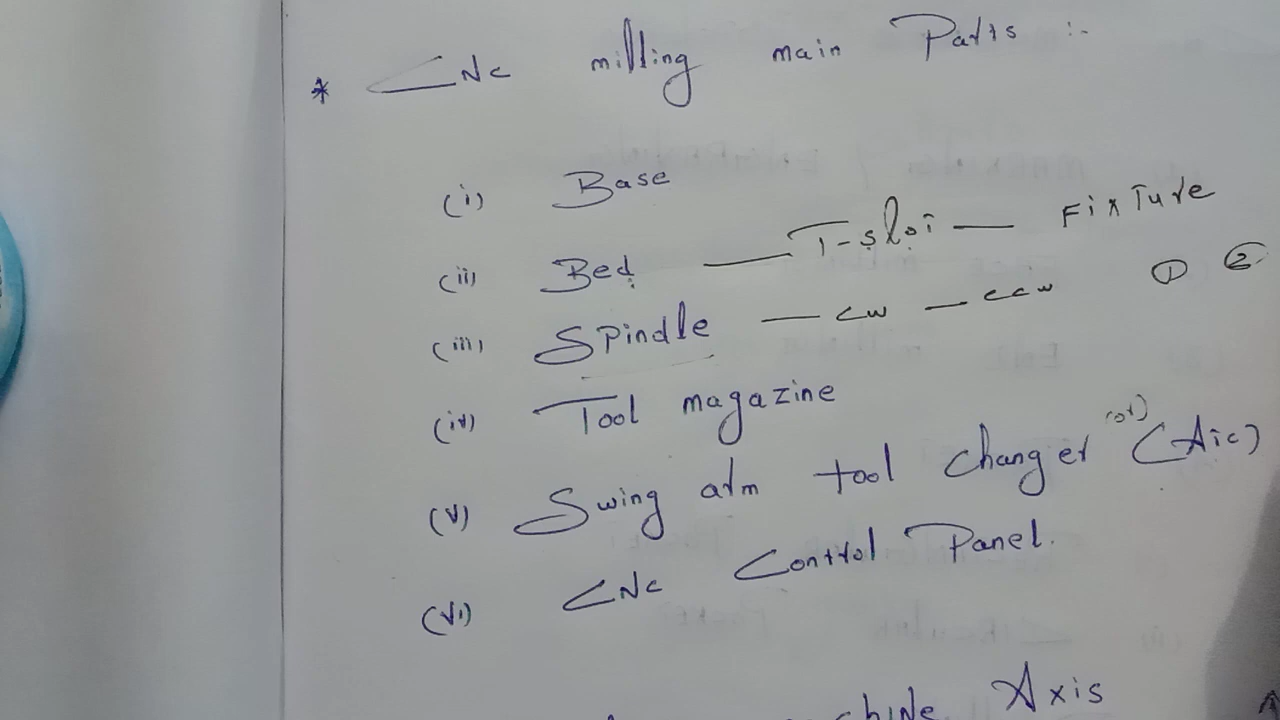 * CNC milling main Parts :-
(i) Base
(ii) Bed — T-slot — Fixture
(iii) Spindle — cw — ccw ① ②
(iv) Tool magazine
(v) Swing arm tool changer (or) (ATC)
(vi) CNC Control Panel.
Axis